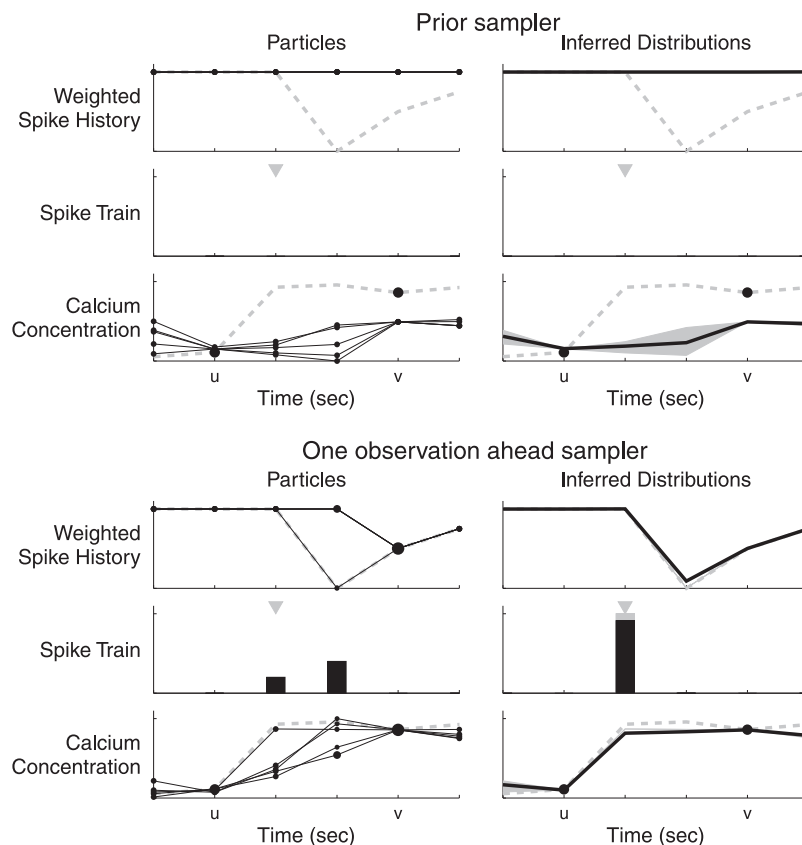 Prior sampler
Particles
Inferred Distributions
Weighted
Spike History
Spike Train
Calcium
Concentration
u
v
u
v
Time (sec)
Time (sec)
One observation ahead sampler
Particles
Inferred Distributions
Weighted
Spike History
Spike Train
Calcium
Concentration
u
v
u
v
Time (sec)
Time (sec)